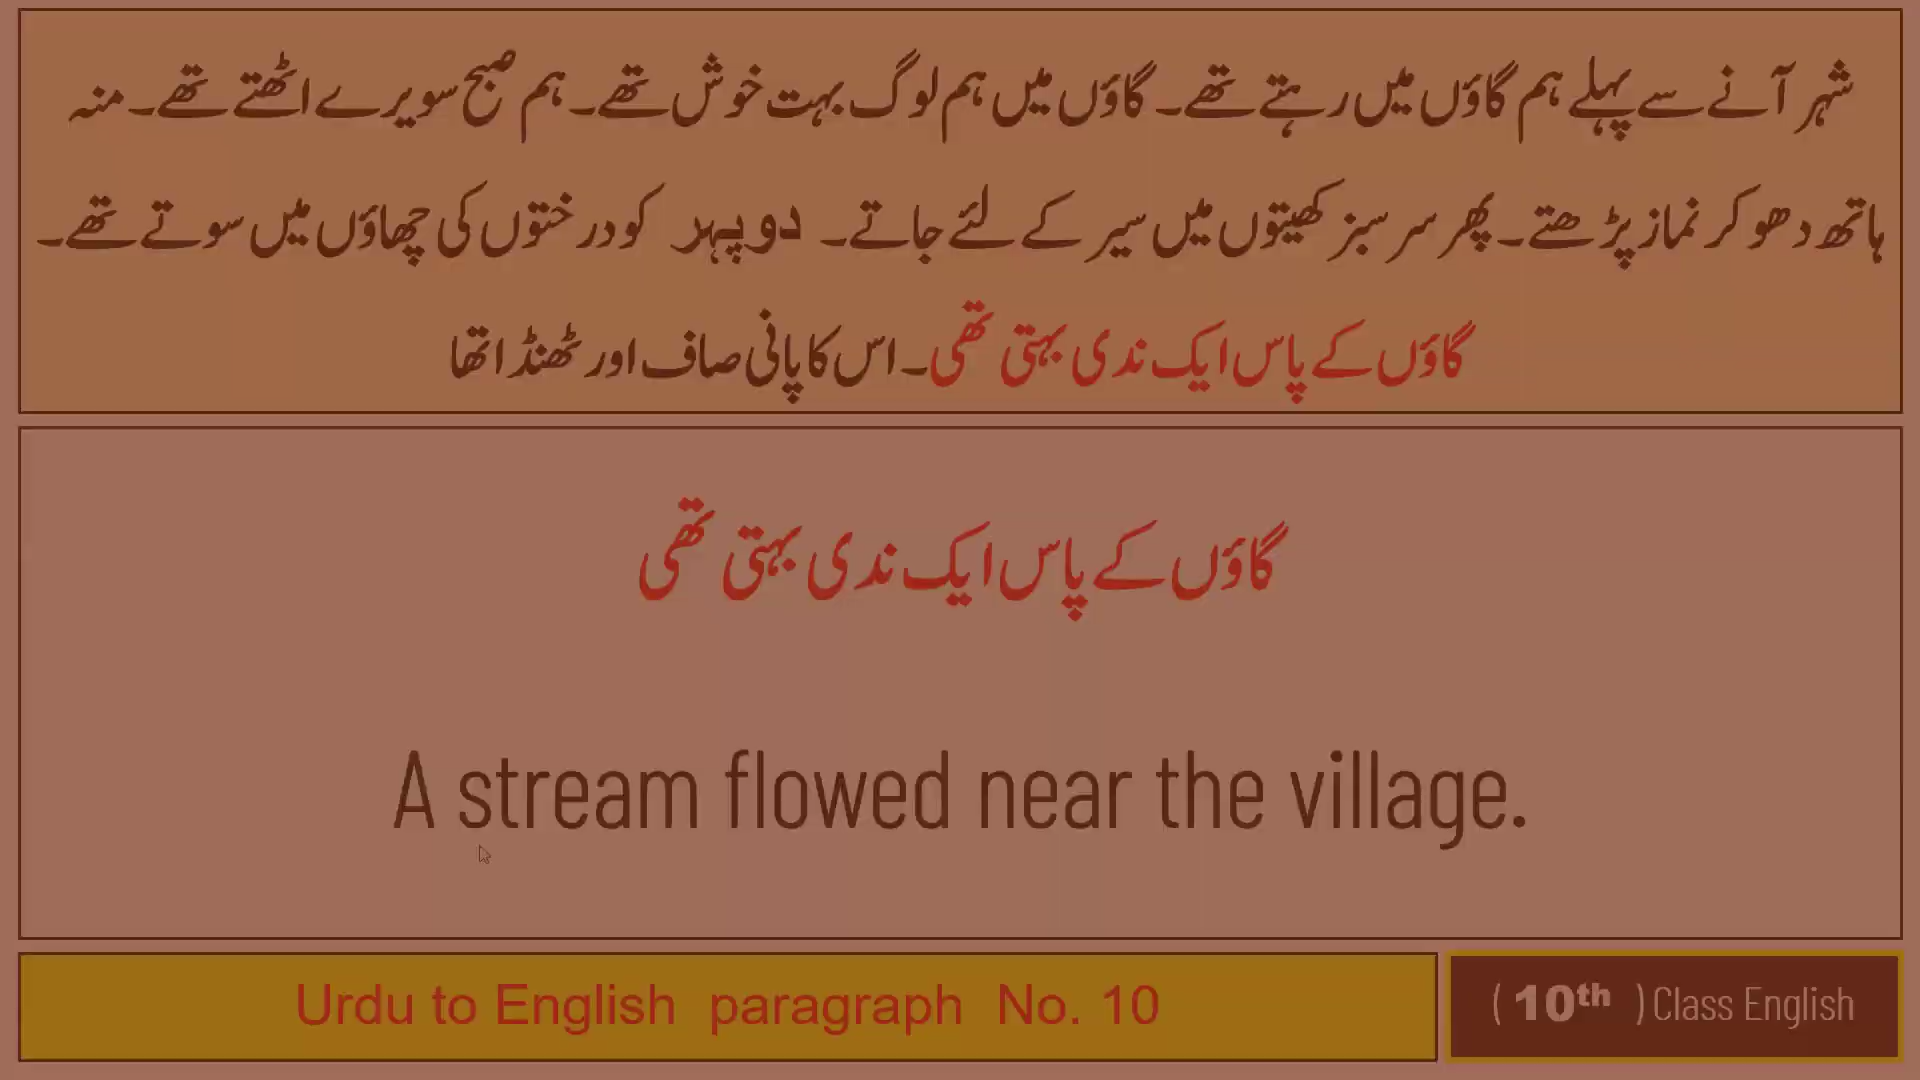 شہر آنے سے پہلے ہم گاؤں میں رہتے تھے۔ گاؤں میں ہم لوگ بہت خوش تھے۔ ہم صبح سویرے اٹھتے تھے۔ منہ
ہاتھ دھو کر نماز پڑھتے۔ پھر سر سبز کھیتوں میں سیر کے لئے جاتے۔ دوپہر کو درختوں کی چھاؤں میں سوتے تھے۔
گاؤں کے پاس ایک ندی بہتی تھی۔ اس کا پانی صاف اور ٹھنڈا تھا
گاؤں کے پاس ایک ندی بہتی تھی
A stream flowed near the village.
Urdu to English paragraph No. 10
( 10th ) Class English